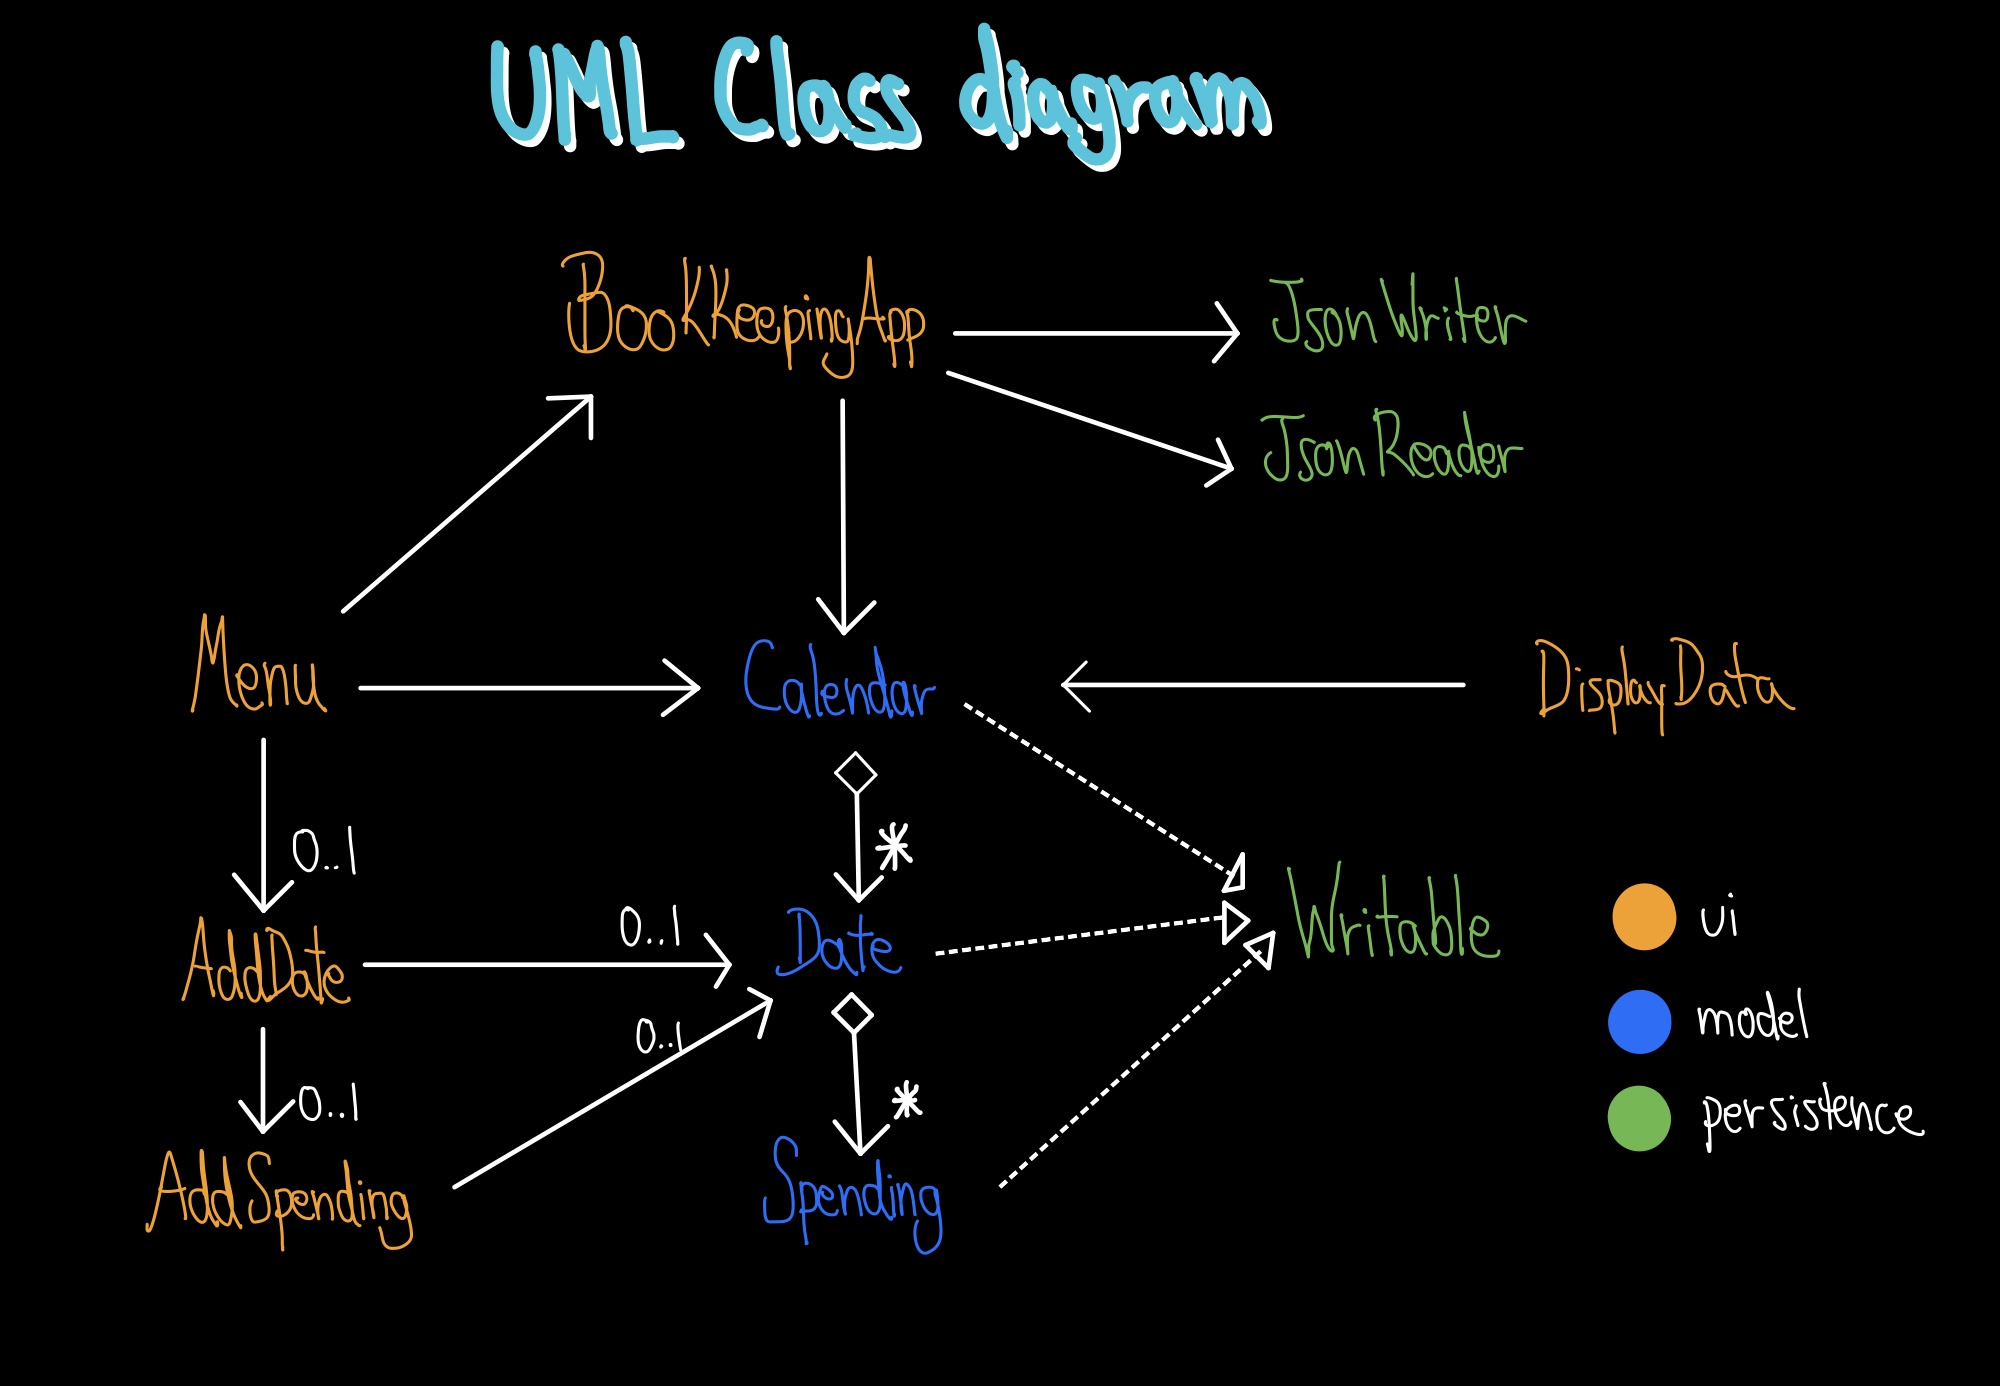 UML Class diagram
BookKeepingApp
JsonWriter
JsonReader
Menu
Calendar
DisplayData
0..1
*
AddDate
0..1
Date
Writable
ui
0..1
model
0..1
*
persistence
AddSpending
Spending